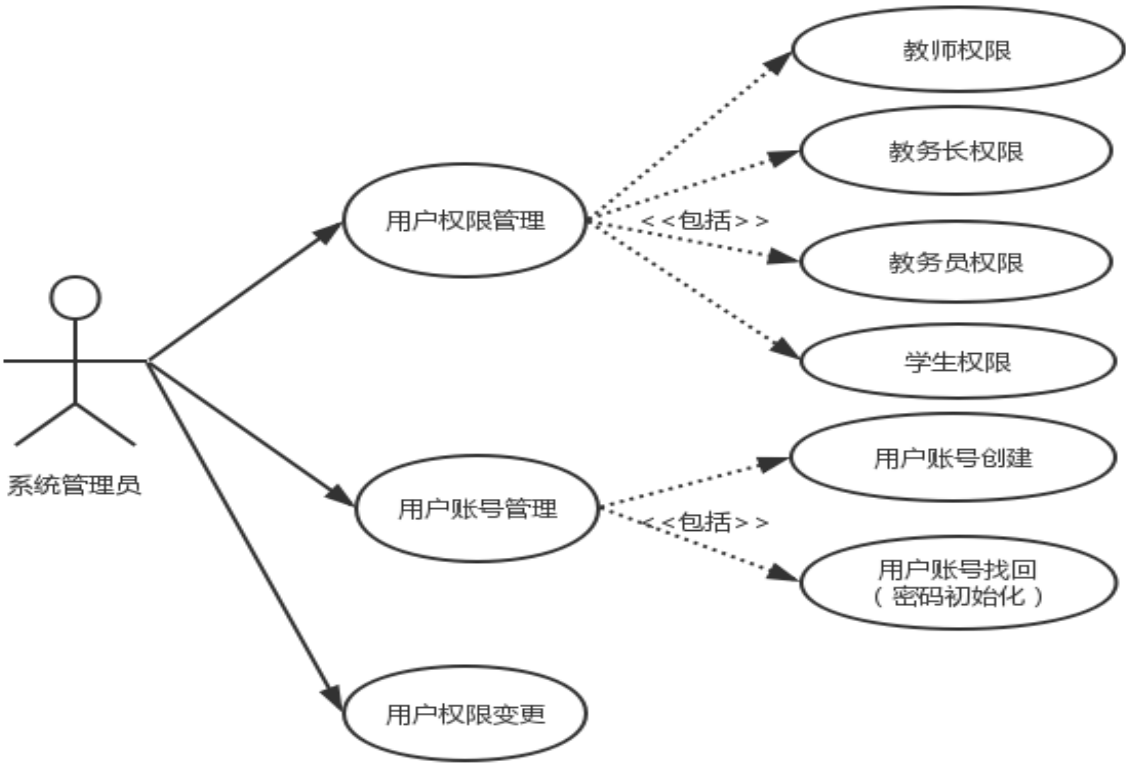 教师权限
教务长权限
用户权限管理
<<包括>>
教务员权限
学生权限
系统管理员
用户账号创建
用户账号管理
<<包括>>
用户账号找回
（密码初始化）
用户权限变更